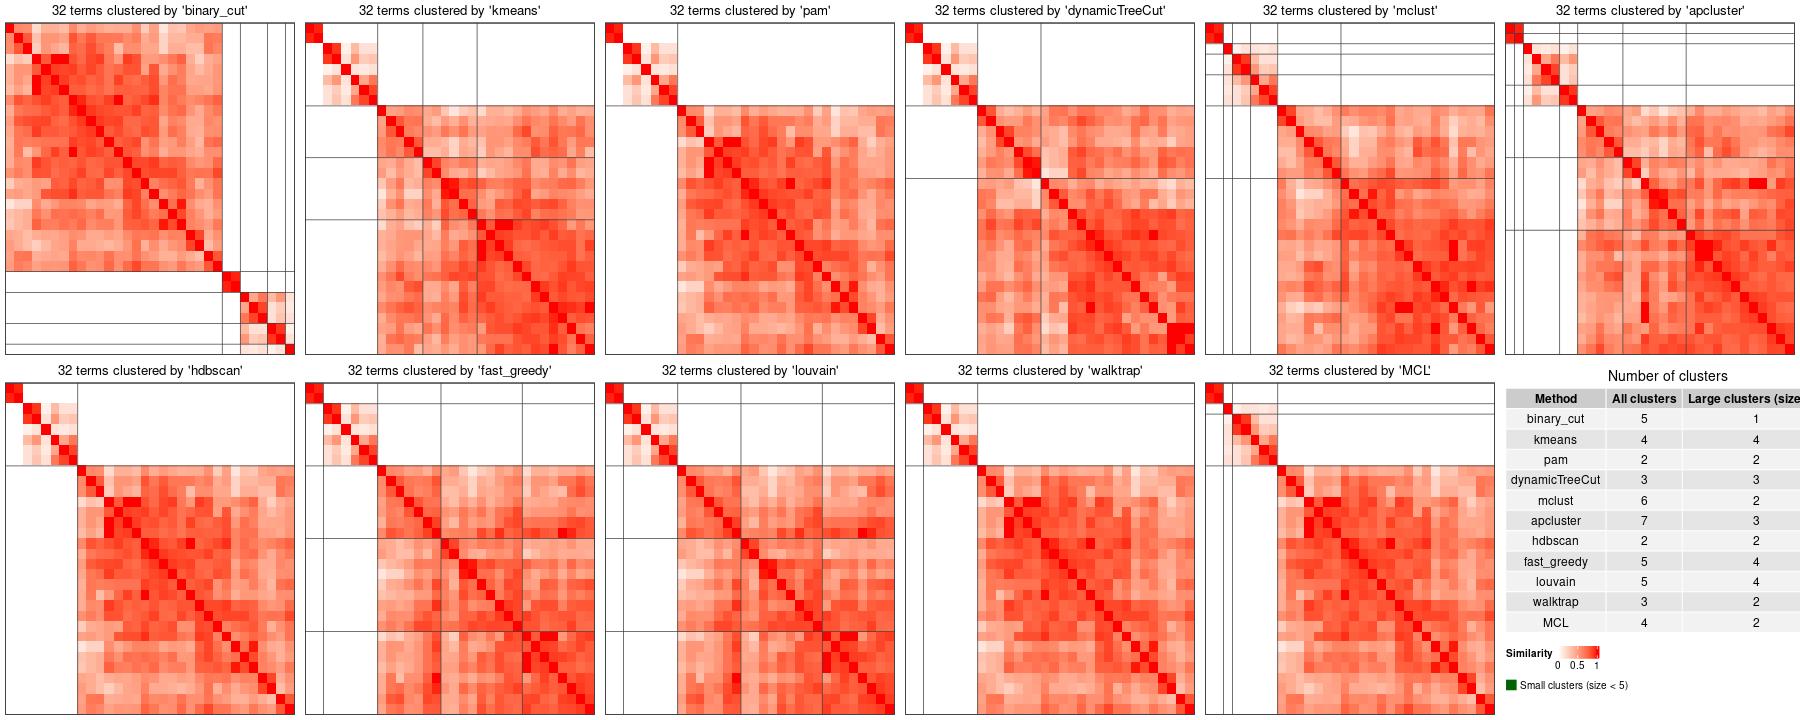 32 terms clustered by 'binary_cut'
32 terms clustered by 'kmeans'
32 terms clustered by 'pam'
32 terms clustered by 'dynamicTreeCut'
32 terms clustered by 'mclust'
32 terms clustered by 'apcluster'
32 terms clustered by 'hdbscan'
32 terms clustered by 'fast_greedy'
32 terms clustered by 'louvain'
32 terms clustered by 'walktrap'
32 terms clustered by 'MCL'
Number of clusters
Method All clusters Large clusters (size
binary_cut 5 1
kmeans 4 4
pam 2 2
dynamicTreeCut 3 3
mclust 6 2
apcluster 7 3
hdbscan 2 2
fast_greedy 5 4
louvain 5 4
walktrap 3 2
MCL 4 2
Similarity
0 0.5 1
Small clusters (size < 5)